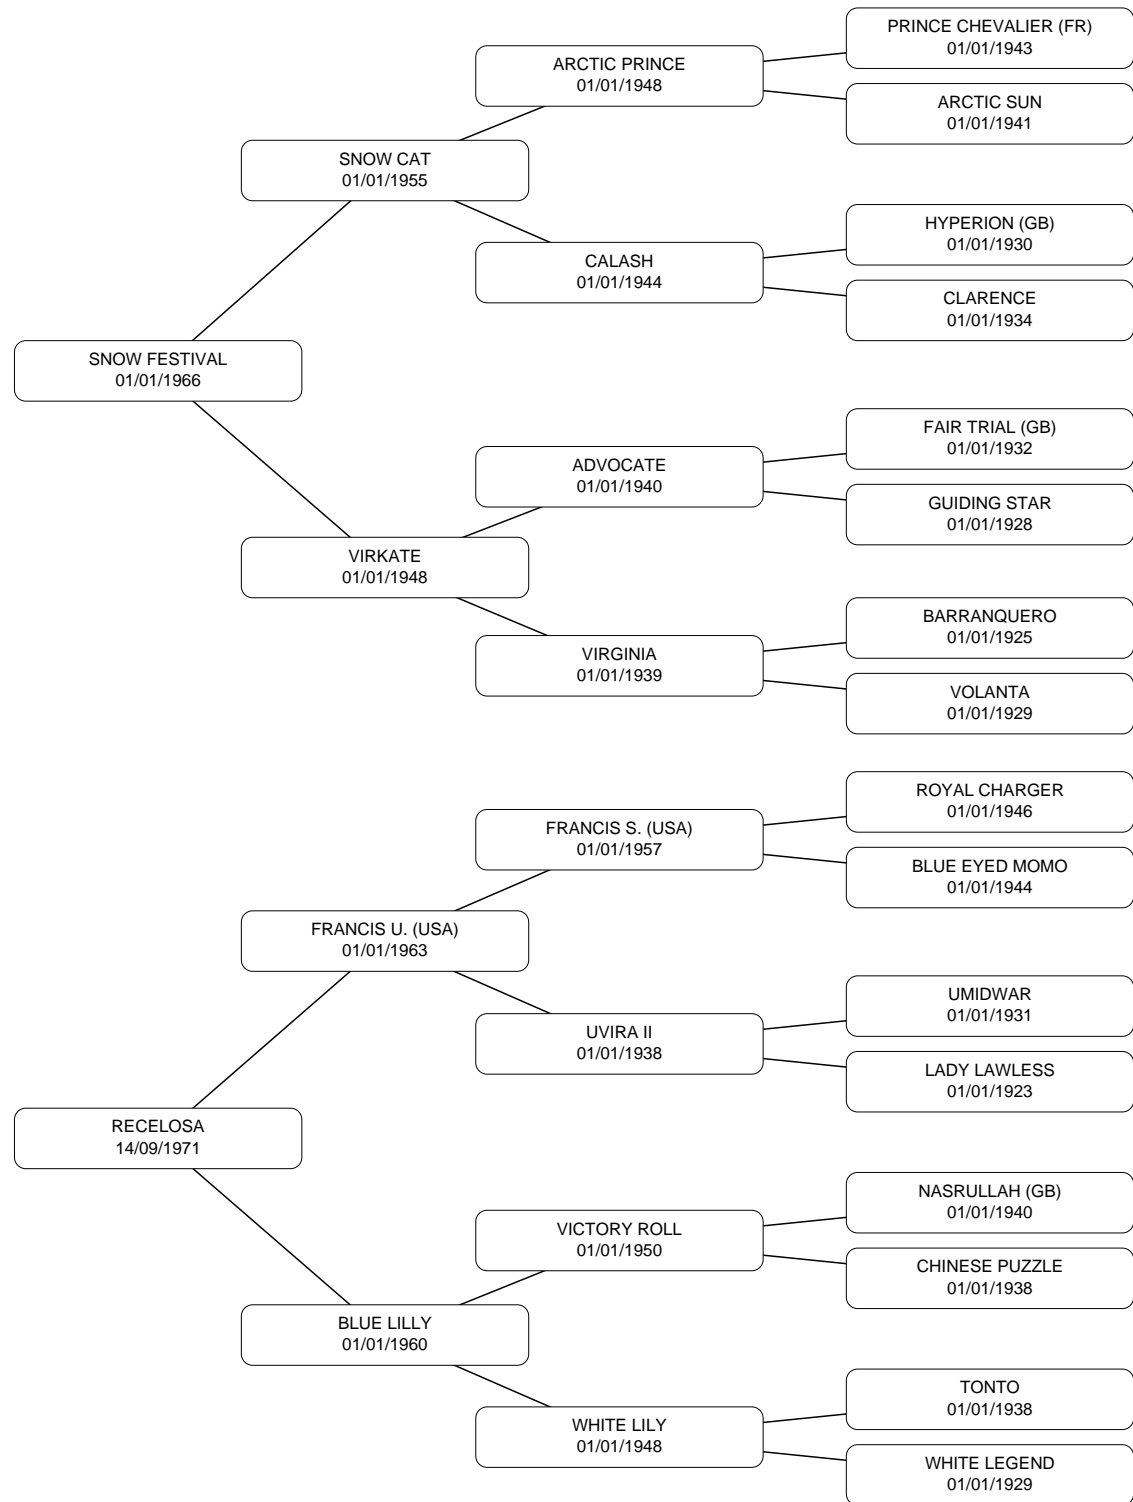 PRINCE CHEVALIER (FR)
01/01/1943
ARCTIC PRINCE
01/01/1948
ARCTIC SUN
01/01/1941
SNOW CAT
01/01/1955
HYPERION (GB)
01/01/1930
CALASH
01/01/1944
CLARENCE
01/01/1934
SNOW FESTIVAL
01/01/1966
FAIR TRIAL (GB)
01/01/1932
ADVOCATE
01/01/1940
GUIDING STAR
01/01/1928
VIRKATE
01/01/1948
BARRANQUERO
01/01/1925
VIRGINIA
01/01/1939
VOLANTA
01/01/1929
ROYAL CHARGER
01/01/1946
FRANCIS S. (USA)
01/01/1957
BLUE EYED MOMO
01/01/1944
FRANCIS U. (USA)
01/01/1963
UMIDWAR
01/01/1931
UVIRA II
01/01/1938
LADY LAWLESS
01/01/1923
RECELOSA
14/09/1971
NASRULLAH (GB)
01/01/1940
VICTORY ROLL
01/01/1950
CHINESE PUZZLE
01/01/1938
BLUE LILLY
01/01/1960
TONTO
01/01/1938
WHITE LILY
01/01/1948
WHITE LEGEND
01/01/1929